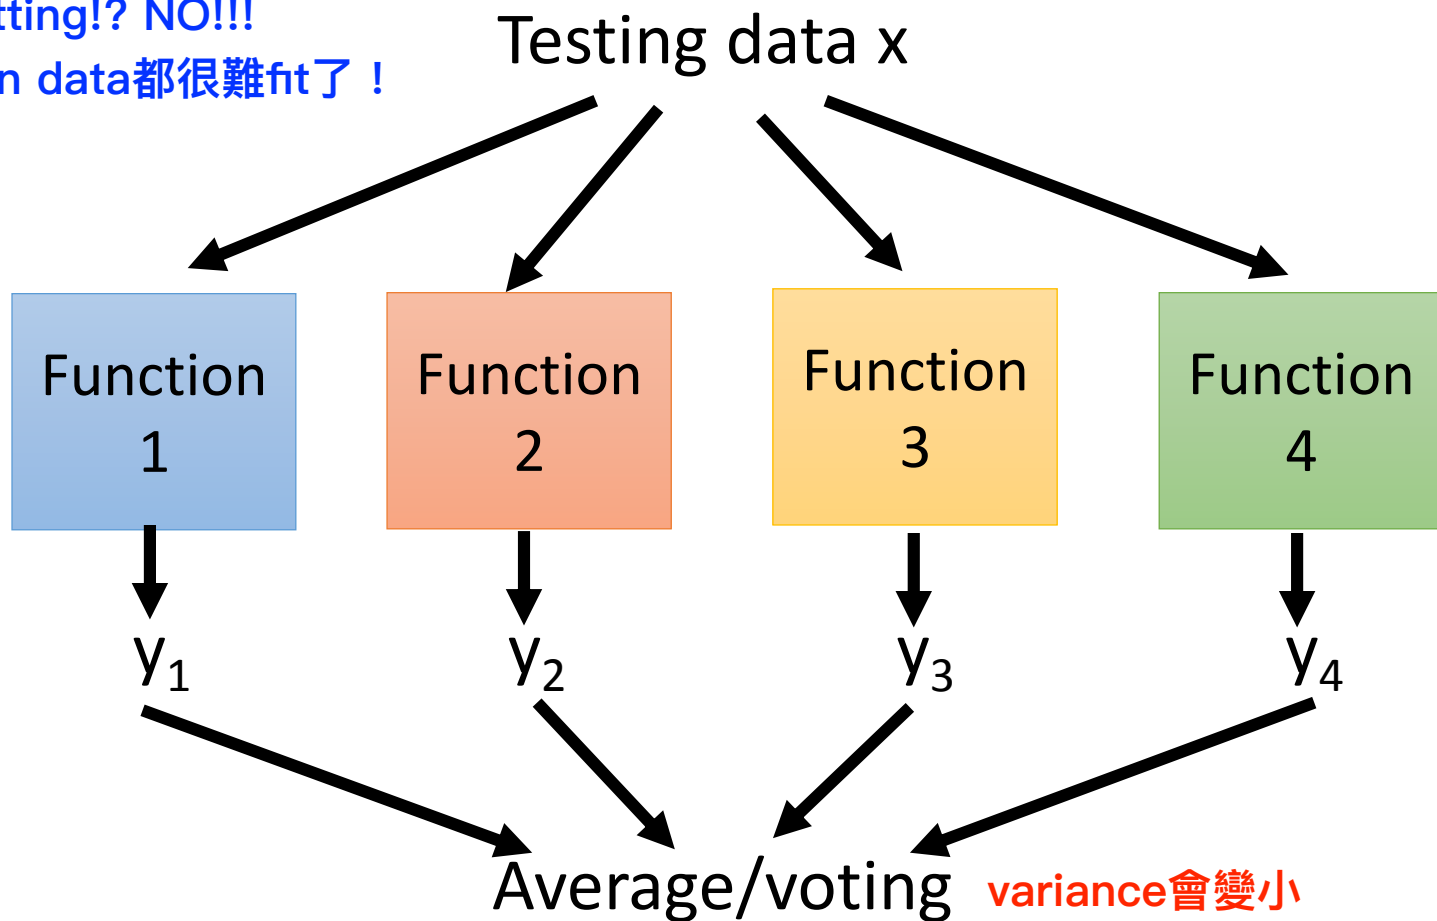 tting!? NO!!!
n data都很難fit了！
Testing data x
Function 1
Function 2
Function 3
Function 4
y1
y2
y3
y4
Average/voting
variance會變小